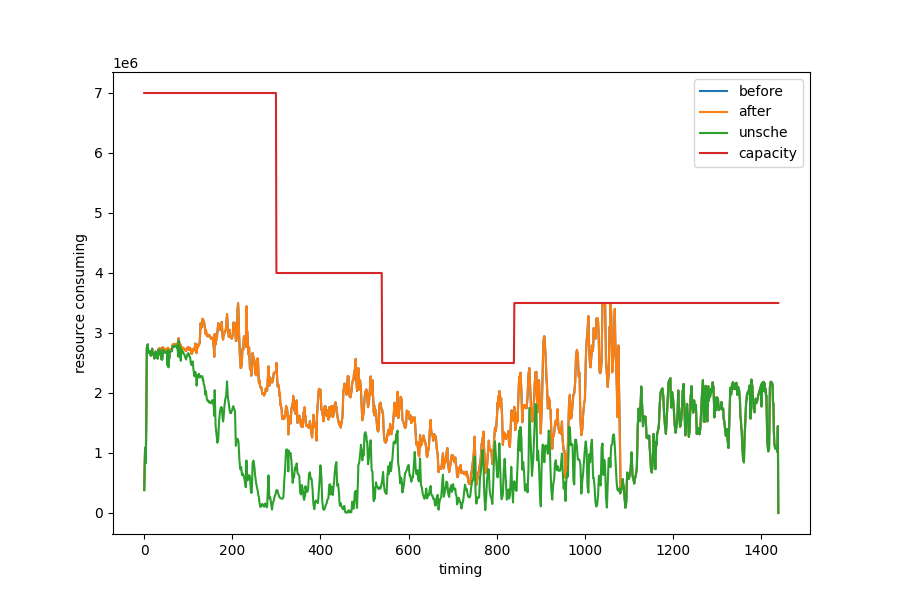 1e6
7
6
5
4
3
2
1
0
resource consuming
0 200 400 600 800 1000 1200 1400
timing
before
after
unsche
capacity